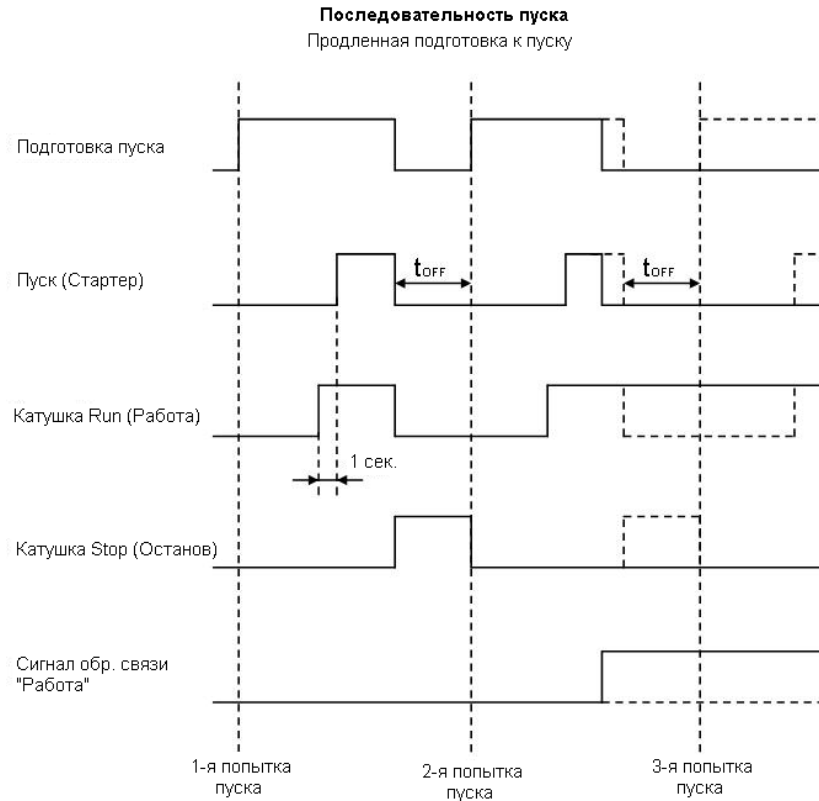 Последовательность пуска
Продленная подготовка к пуску
Подготовка пуска
Пуск (Стартер)
tOFF
tOFF
Катушка Run (Работа)
1 сек.
Катушка Stop (Останов)
Сигнал обр. связи
"Работа"
1-я попытка
пуска
2-я попытка
пуска
3-я попытка
пуска